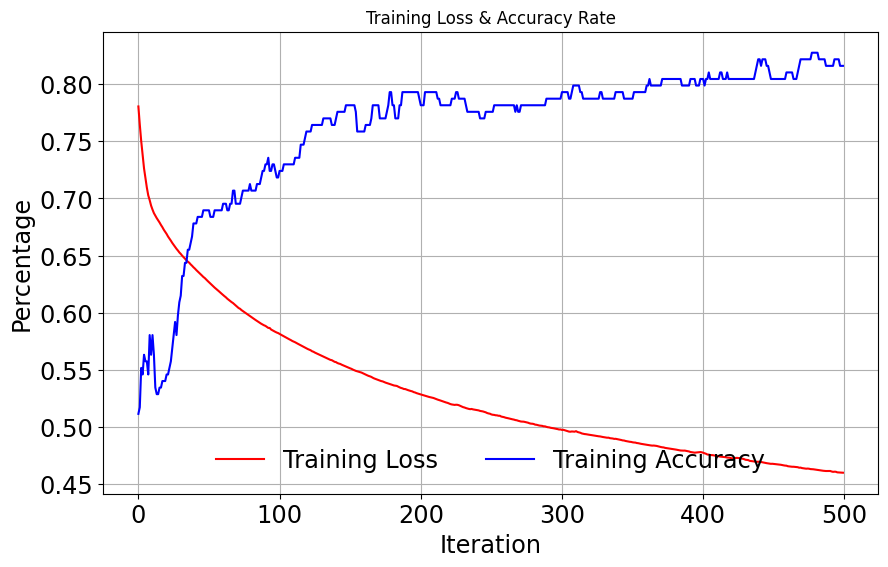 Training Loss & Accuracy Rate
0.80
0.75
0.70
0.65
0.60
0.55
0.50
0.45
Percentage
Training Loss Training Accuracy
0 100 200 300 400 500
Iteration